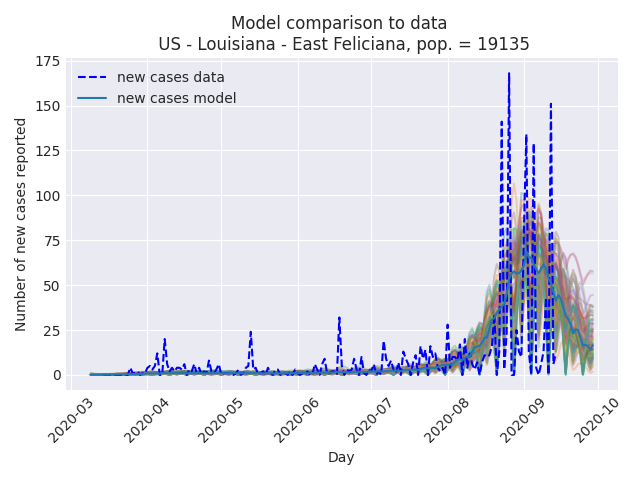 Model comparison to data
US - Louisiana - East Feliciana, pop. = 19135
new cases data
new cases model
Number of new cases reported
175
150
125
100
75
50
25
0
2020-03
2020-04
2020-05
2020-06
2020-07
2020-08
2020-09
2020-10
Day